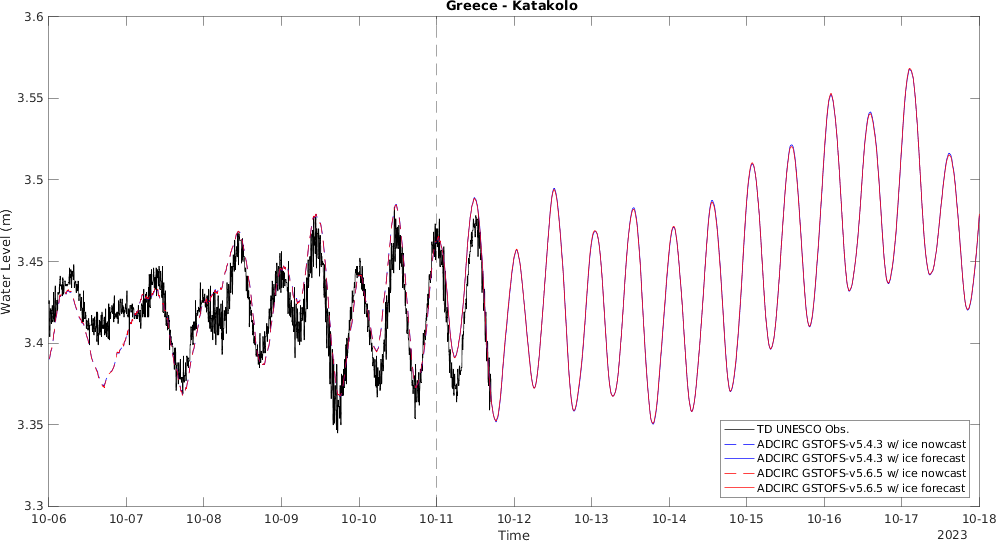 Greece - Katakolo
3.6
3.55
3.5
3.45
3.4
3.35
3.3
Water Level (m)
TD UNESCO Obs.
ADCIRC GSTOFS-v5.4.3 w/ ice nowcast
ADCIRC GSTOFS-v5.4.3 w/ ice forecast
ADCIRC GSTOFS-v5.6.5 w/ ice nowcast
ADCIRC GSTOFS-v5.6.5 w/ ice forecast
10-06 10-07 10-08 10-09 10-10 10-11 10-12 10-13 10-14 10-15 10-16 10-17 10-18
Time
2023